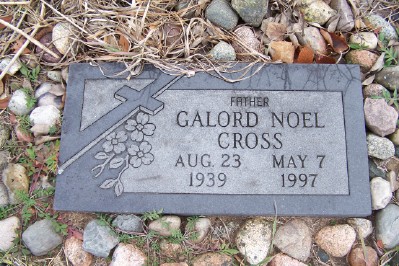 FATHER
GALORD NOEL
CROSS
AUG. 23 MAY 7
1939 1997